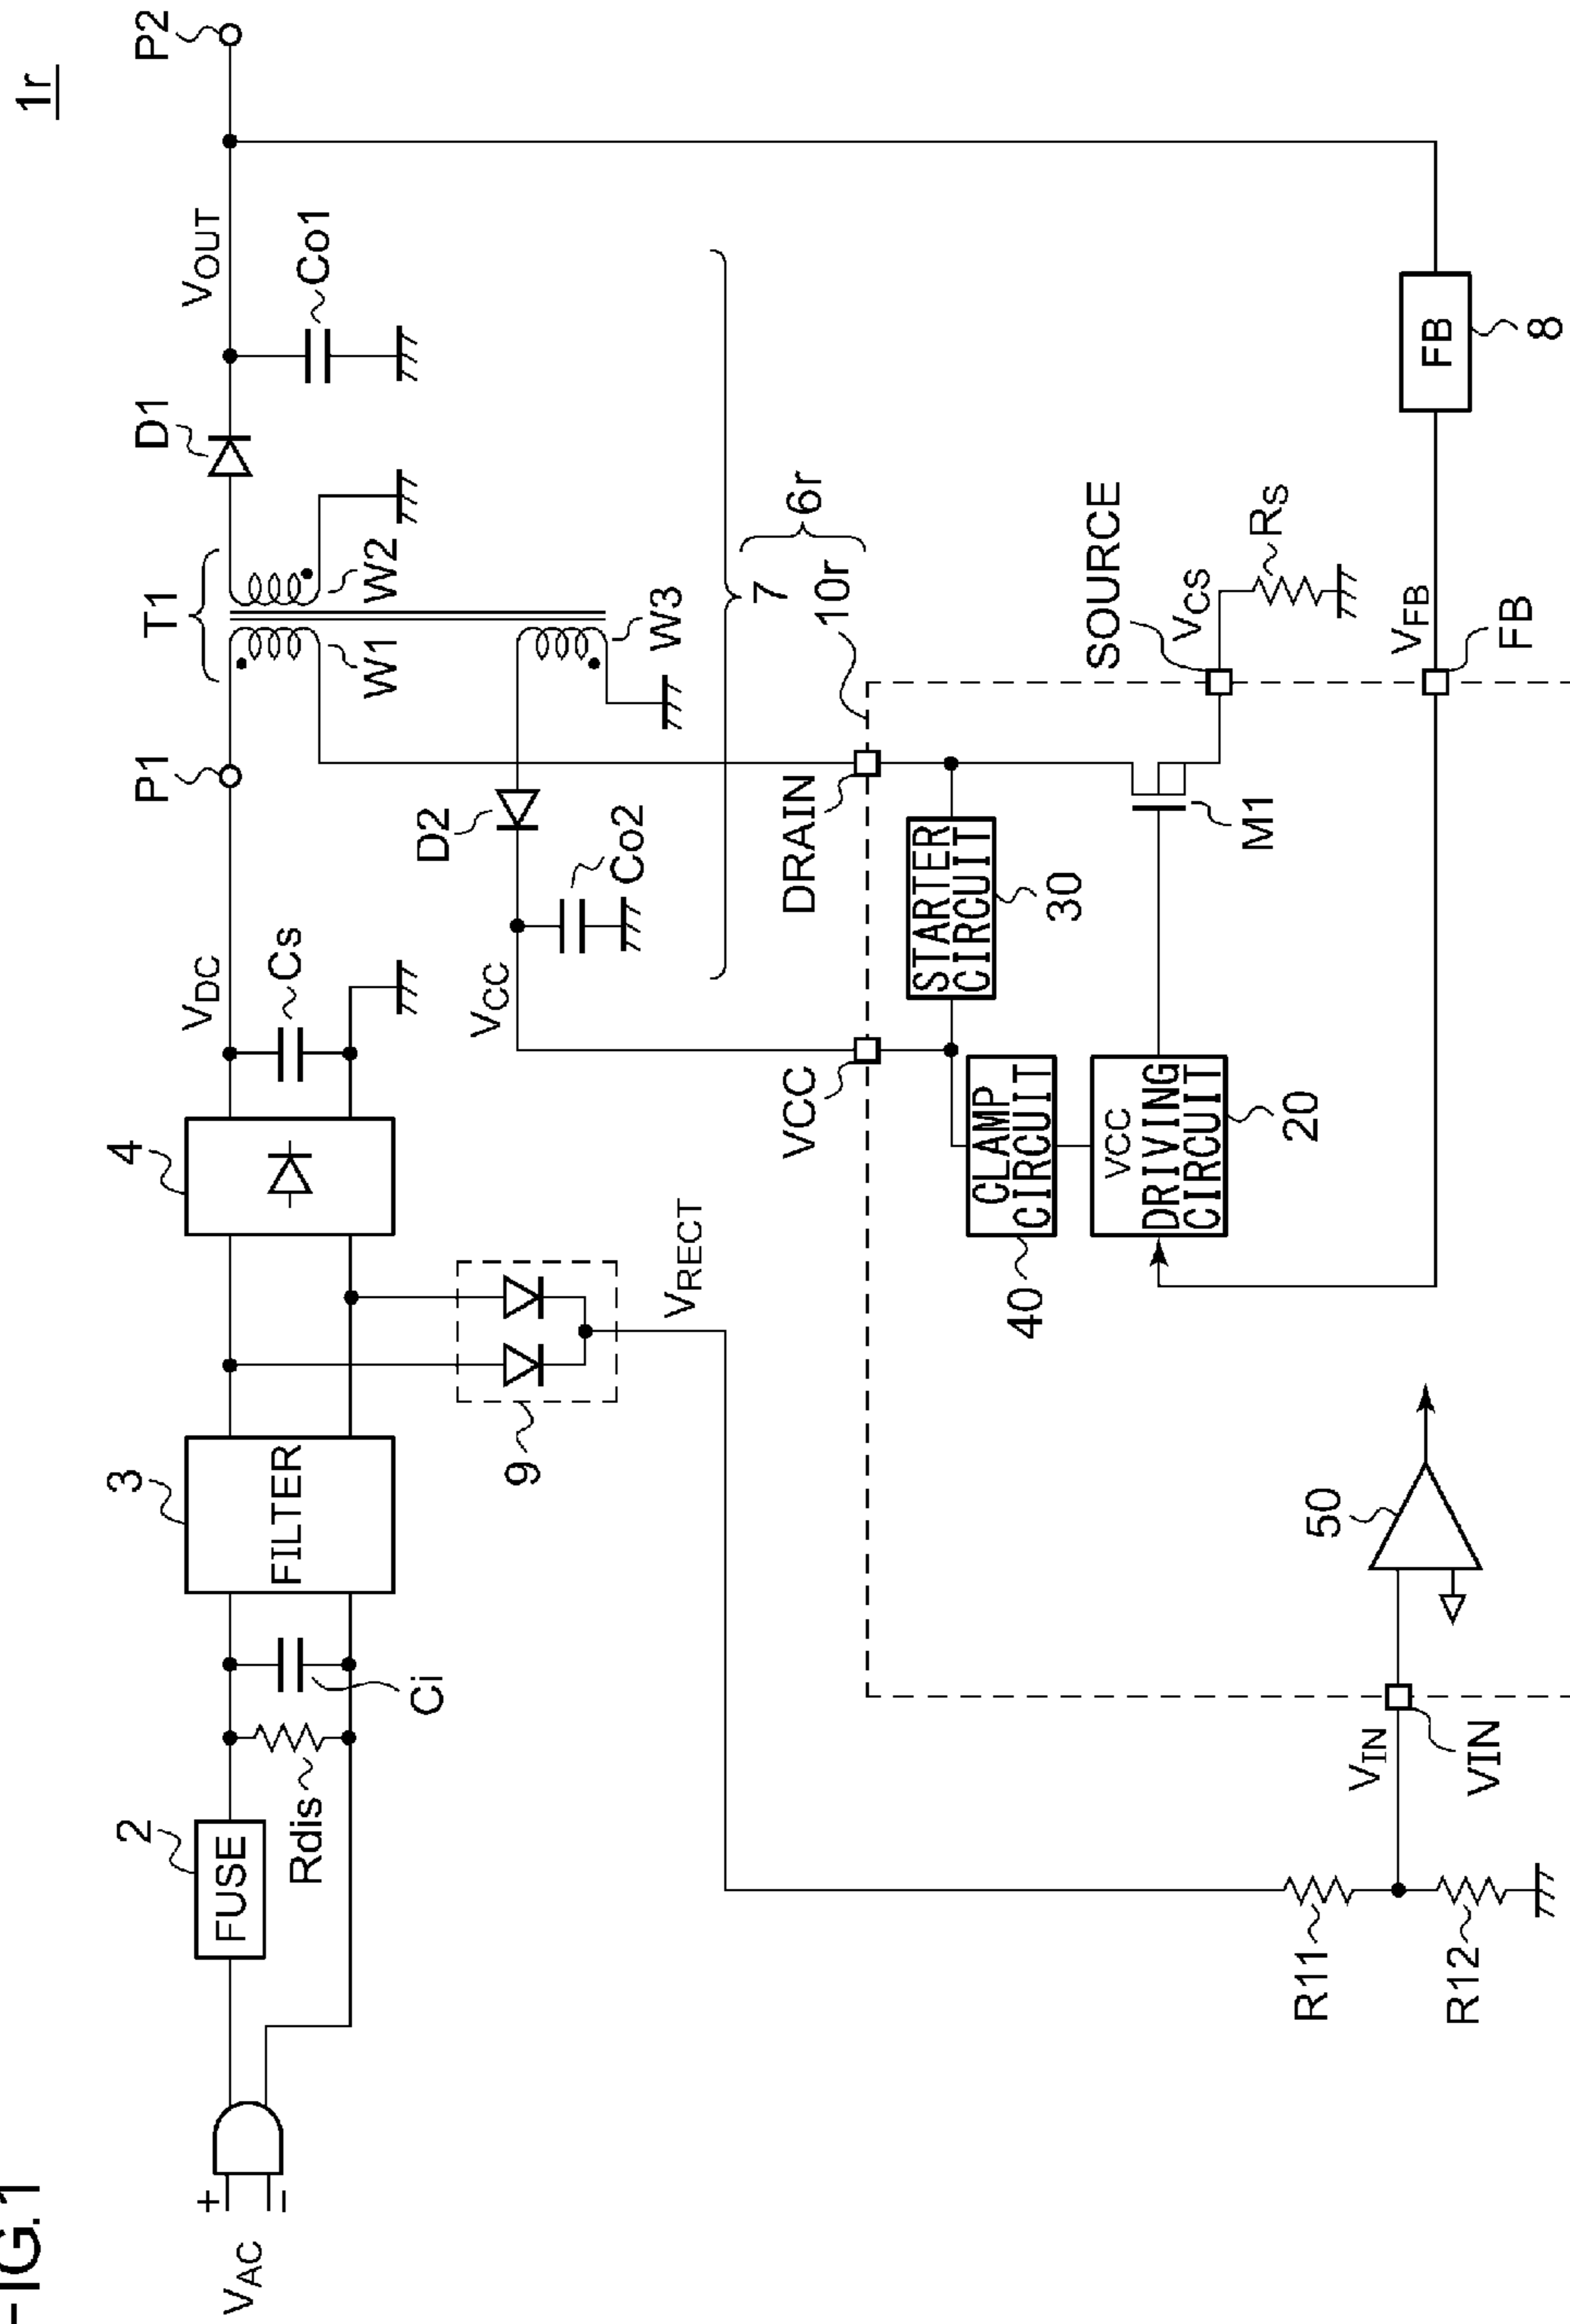 FIG. 1
1r
VAC
+
−
2
FUSE
Rdis
Ci
3
FILTER
4
VDC
Cs
P1
T1
W1
W2
D1
VOUT
Co1
P2
9
VRECT
VCC
D2
Co2
W3
7
6r
10r
VCC
DRAIN
SOURCE
VCS
RS
STARTER
CIRCUIT
30
CLAMP
CIRCUIT
40
VCC
DRIVING
CIRCUIT
20
M1
VFB
FB
FB
8
R11
R12
VIN
VIN
50